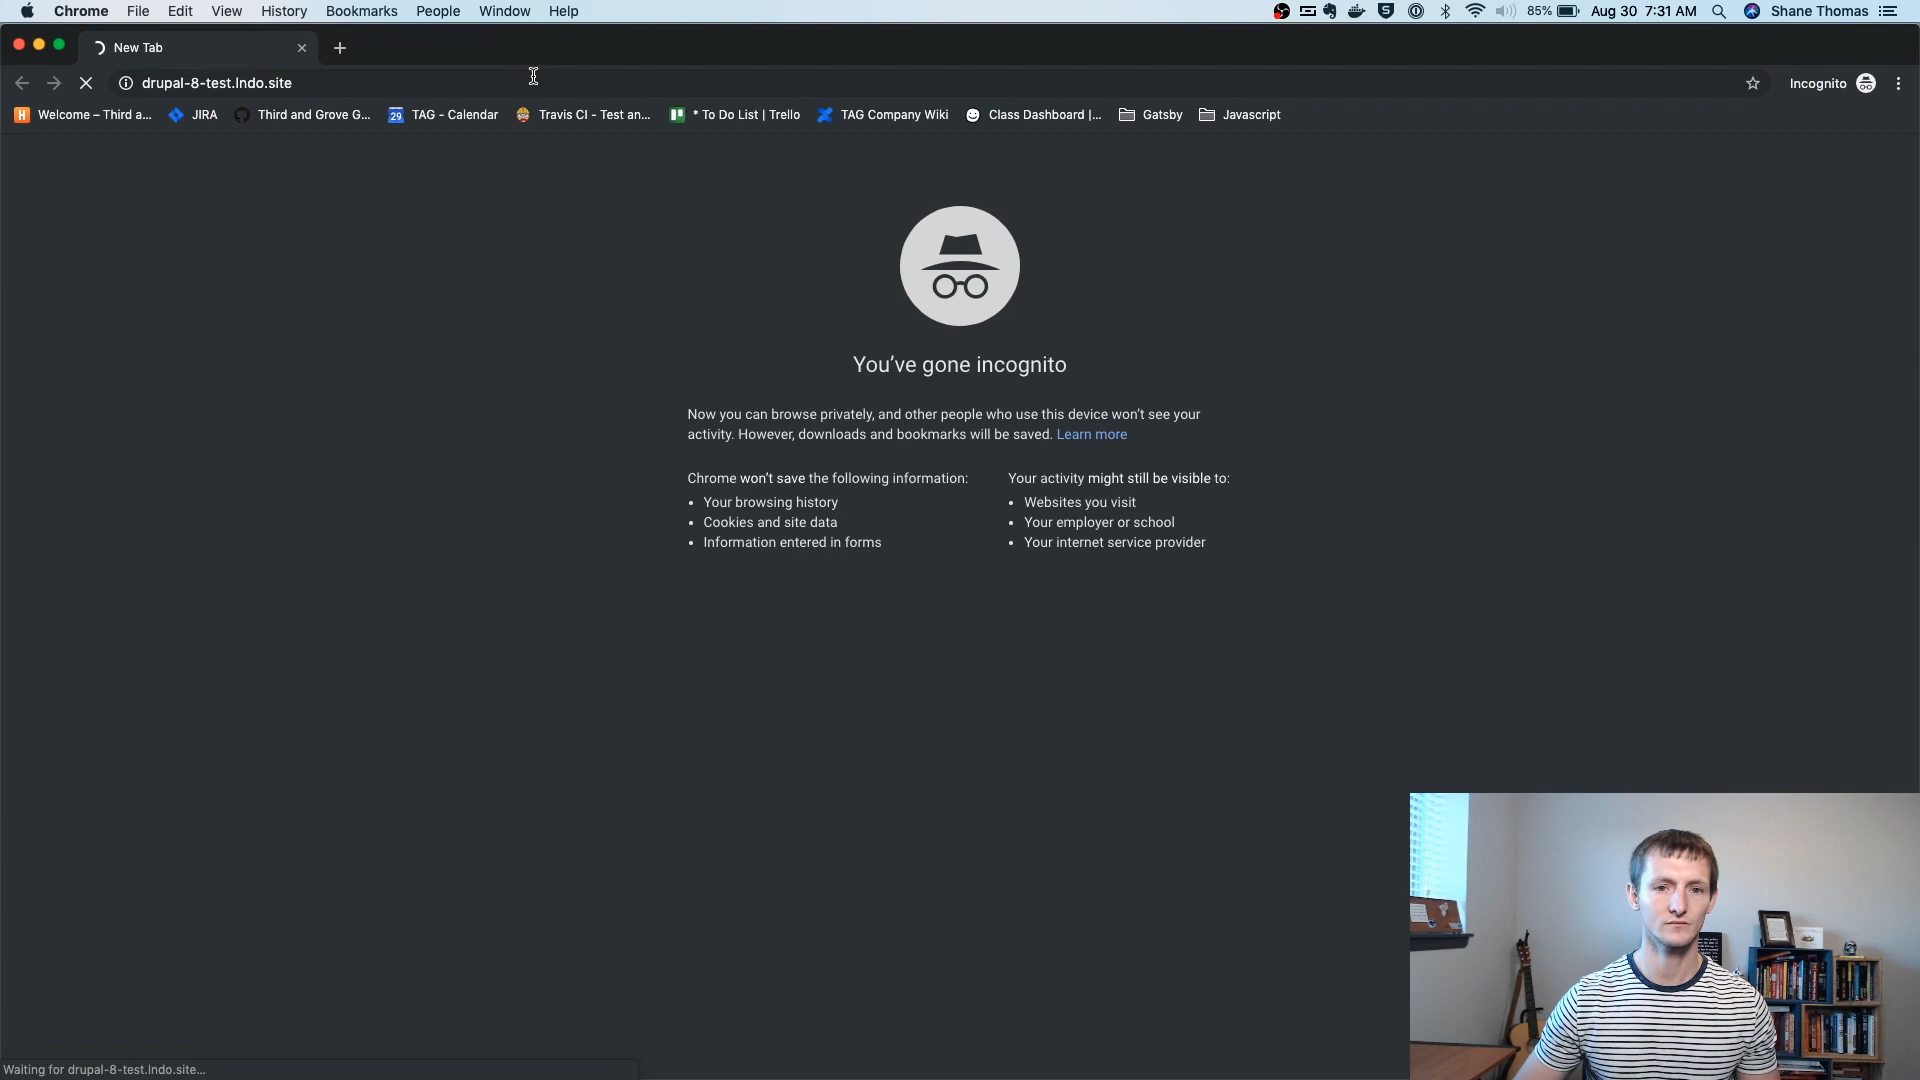 Chrome File Edit View History Bookmarks People Window Help 85% Aug 30 7:31 AM Shane Thomas
New Tab
drupal-8-test.lndo.site Incognito
Welcome – Third a... JIRA Third and Grove G... 29 TAG - Calendar Travis CI - Test an... * To Do List | Trello TAG Company Wiki Class Dashboard |... Gatsby Javascript
You've gone incognito
Now you can browse privately, and other people who use this device won't see your
activity. However, downloads and bookmarks will be saved. Learn more
Chrome won't save the following information:
• Your browsing history
• Cookies and site data
• Information entered in forms
Your activity might still be visible to:
• Websites you visit
• Your employer or school
• Your internet service provider
Waiting for drupal-8-test.lndo.site...